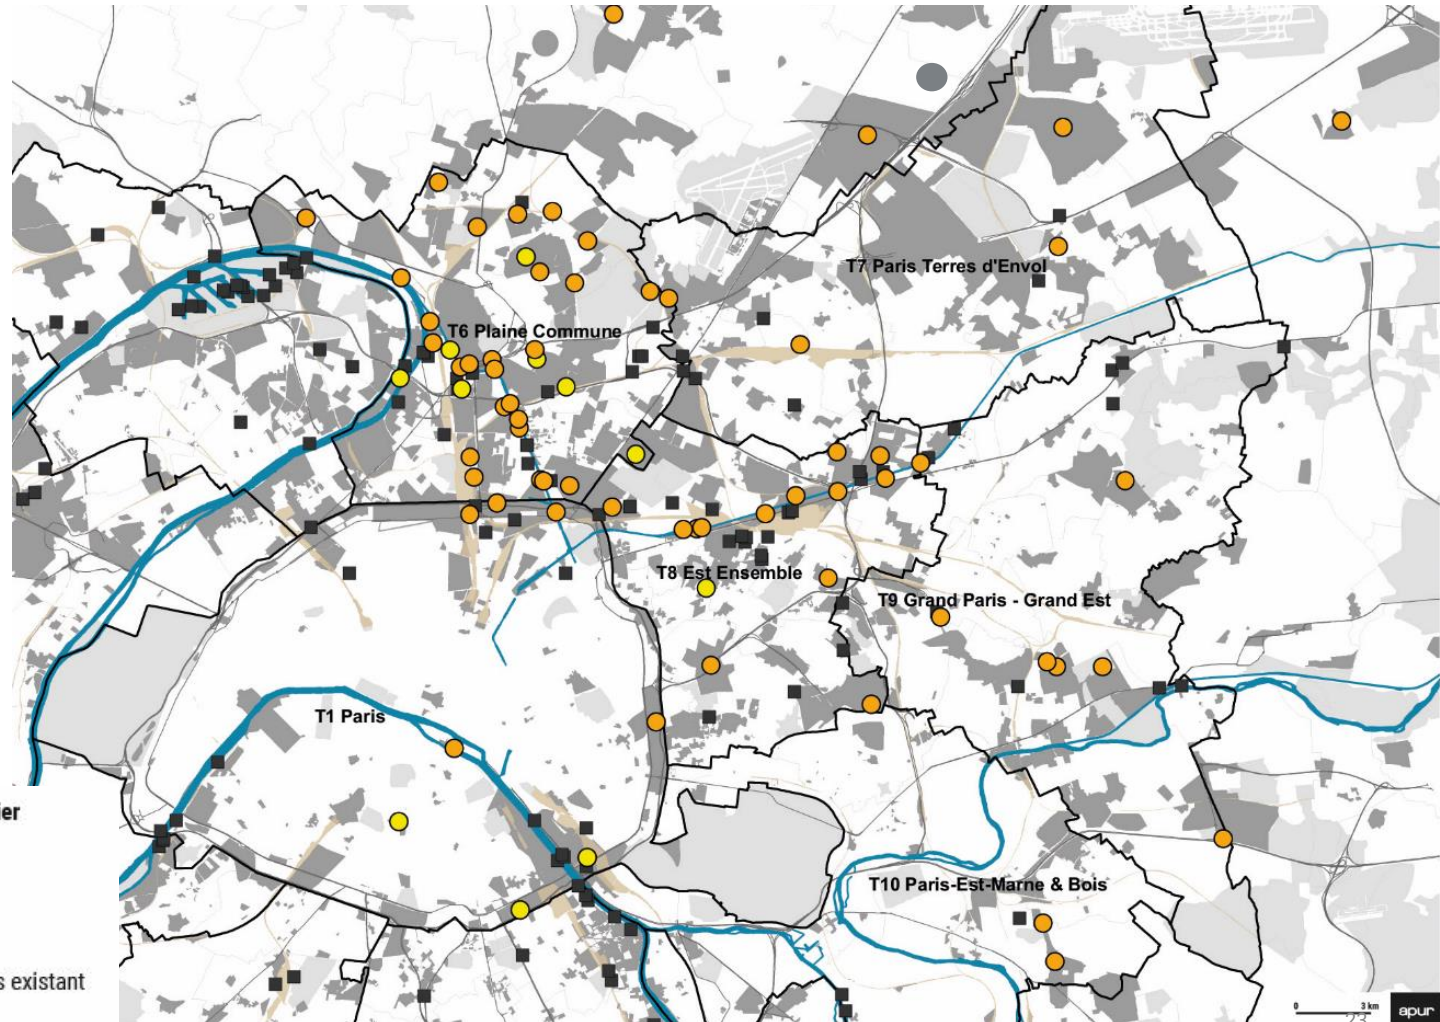 T7 Paris Terres d'Envol
T6 Plaine Commune
T8 Est Ensemble
T9 Grand Paris - Grand Est
T1 Paris
ier
T10 Paris-Est-Marne & Bois
s existant
0 3 km
apur
23